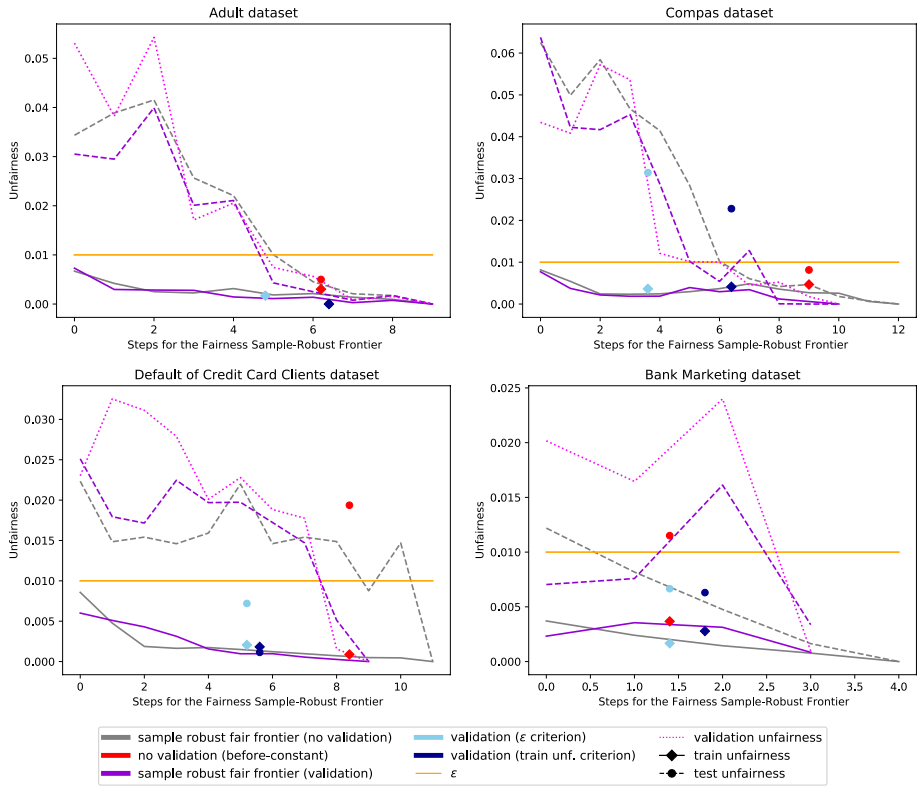 Adult dataset
Unfairness
0.05
0.04
0.03
0.02
0.01
0.00
0 2 4 6 8
Steps for the Fairness Sample-Robust Frontier
Compas dataset
Unfairness
0.06
0.05
0.04
0.03
0.02
0.01
0.00
0 2 4 6 8 10 12
Steps for the Fairness Sample-Robust Frontier
Default of Credit Card Clients dataset
Unfairness
0.030
0.025
0.020
0.015
0.010
0.005
0.000
0 2 4 6 8 10
Steps for the Fairness Sample-Robust Frontier
Bank Marketing dataset
Unfairness
0.025
0.020
0.015
0.010
0.005
0.000
0.0 0.5 1.0 1.5 2.0 2.5 3.0 3.5 4.0
Steps for the Fairness Sample-Robust Frontier
sample robust fair frontier (no validation)
no validation (before-constant)
sample robust fair frontier (validation)
validation (ε criterion)
validation (train unf. criterion)
ε
validation unfairness
train unfairness
test unfairness